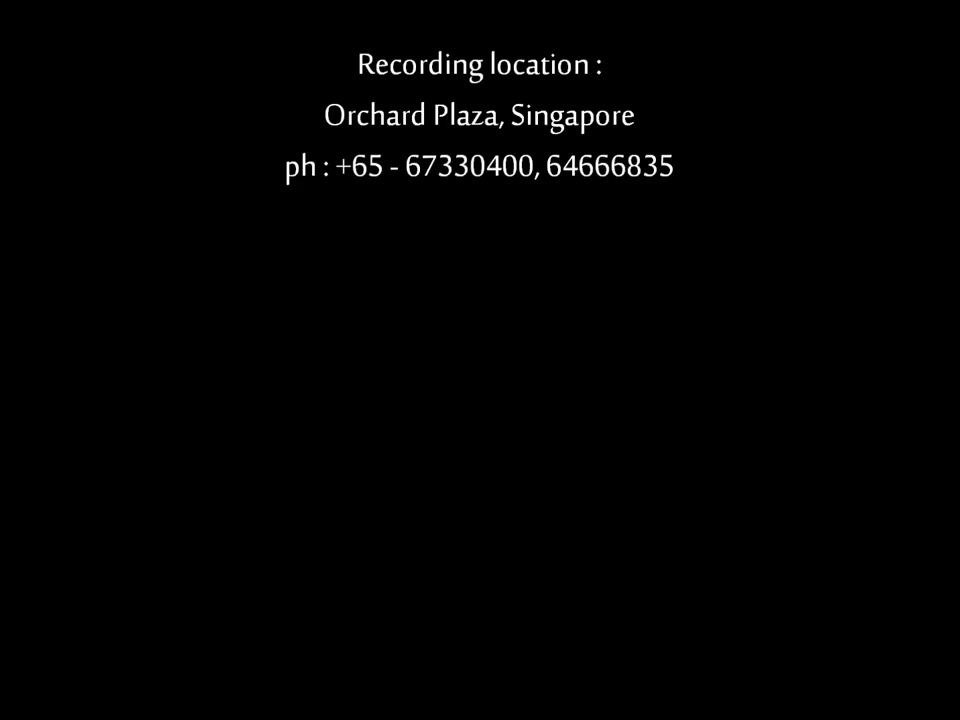 Recording location :
Orchard Plaza, Singapore
ph : +65 - 67330400, 64666835